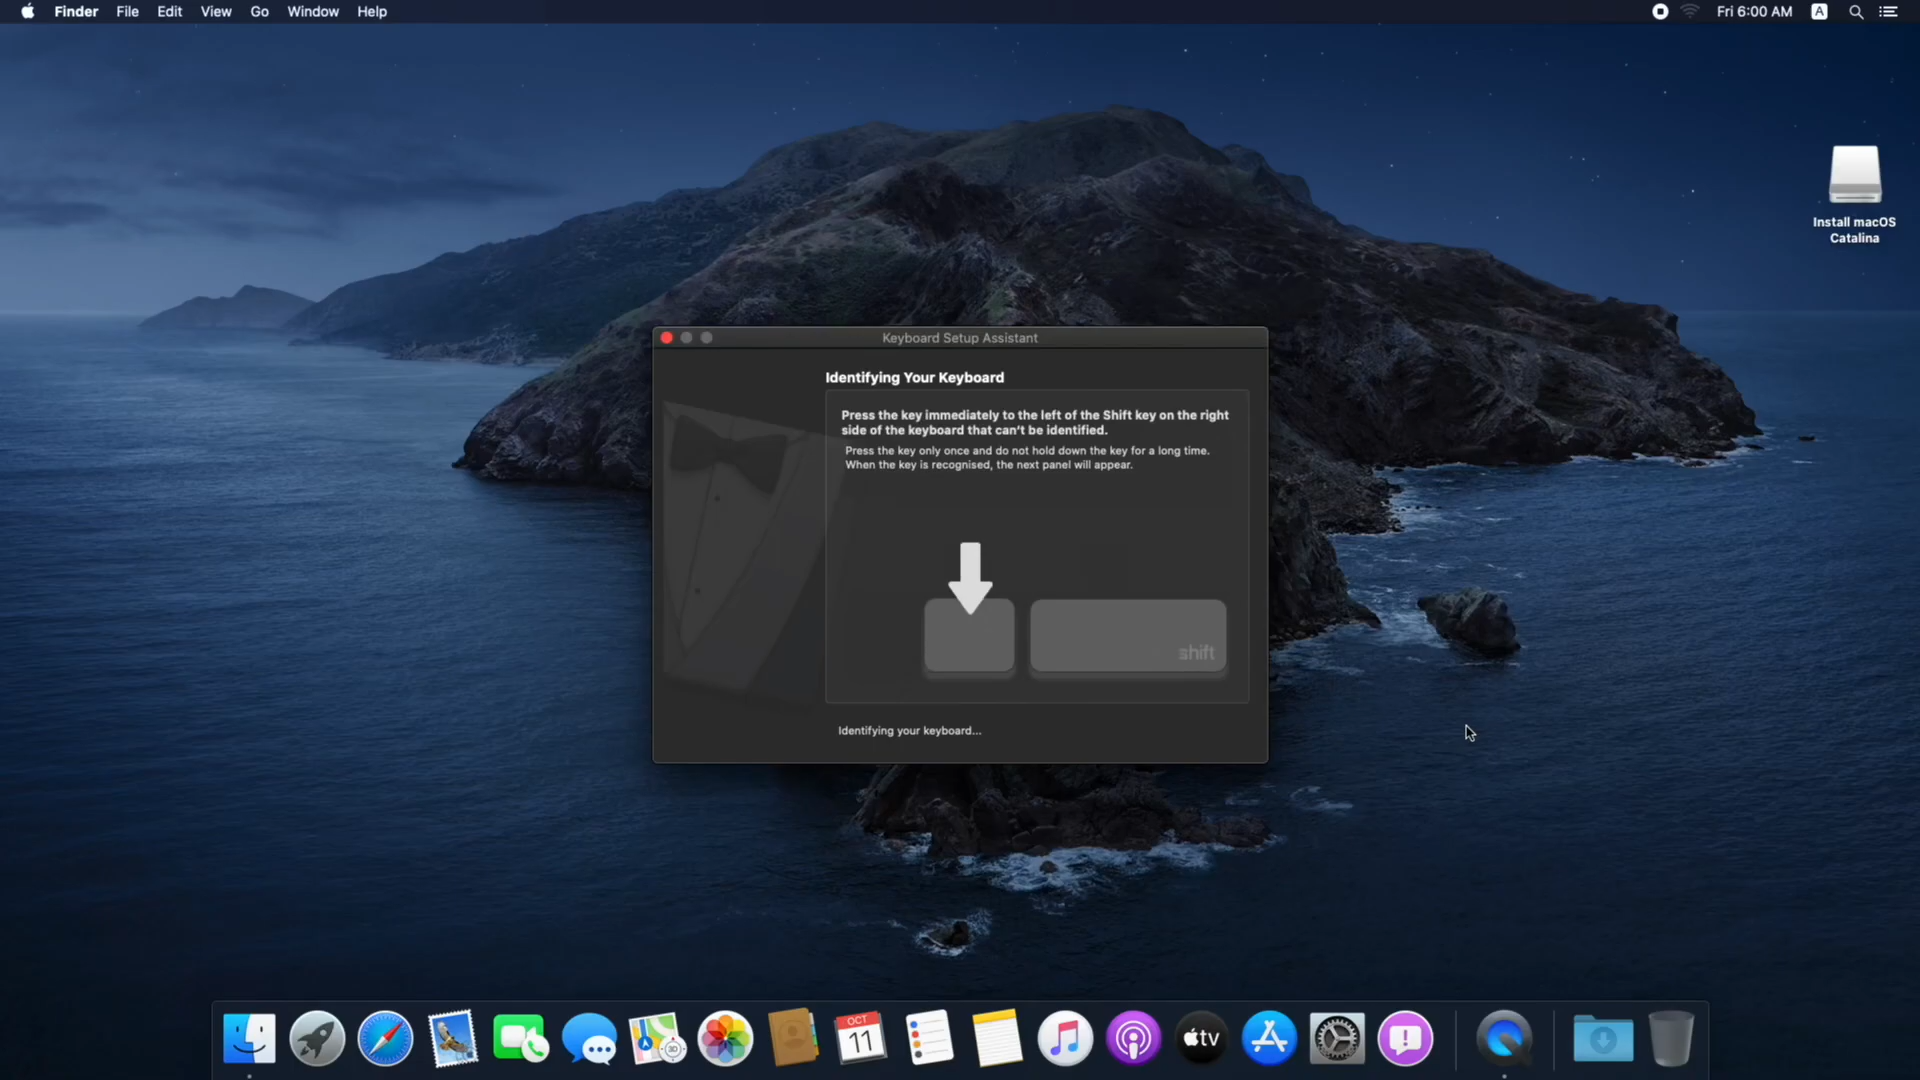 Finder File Edit View Go Window Help
Fri 6:00 AM A
Install macOS
Catalina
Keyboard Setup Assistant
Identifying Your Keyboard
Press the key immediately to the left of the Shift key on the right
side of the keyboard that can't be identified.
Press the key only once and do not hold down the key for a long time.
When the key is recognised, the next panel will appear.
shift
Identifying your keyboard...
3D
OCT
11
tv